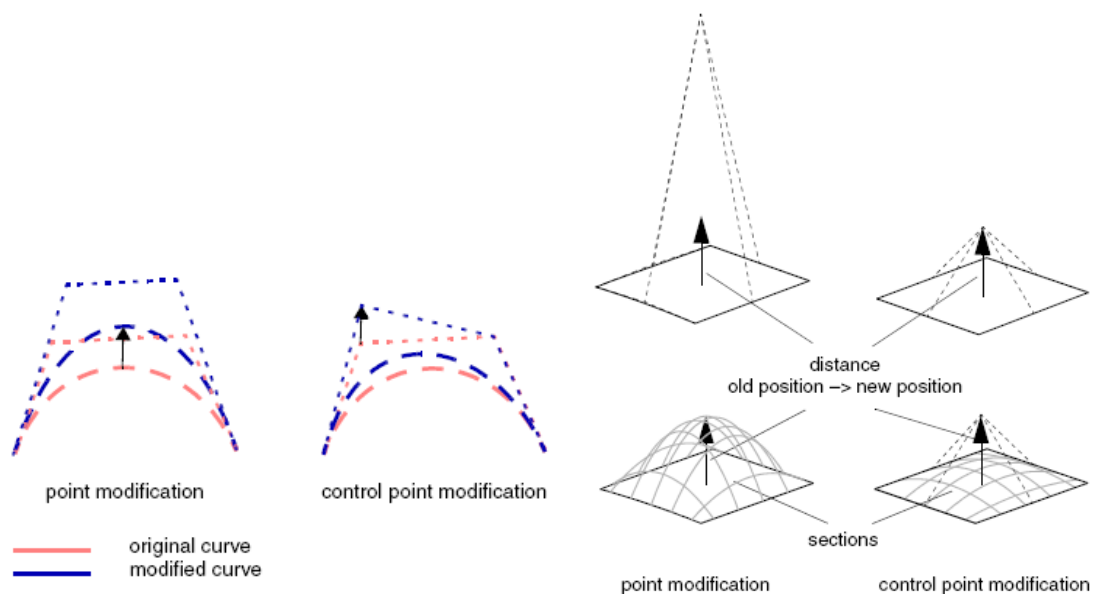 point modification
control point modification
original curve
modified curve
distance
old position –> new position
sections
point modification
control point modification